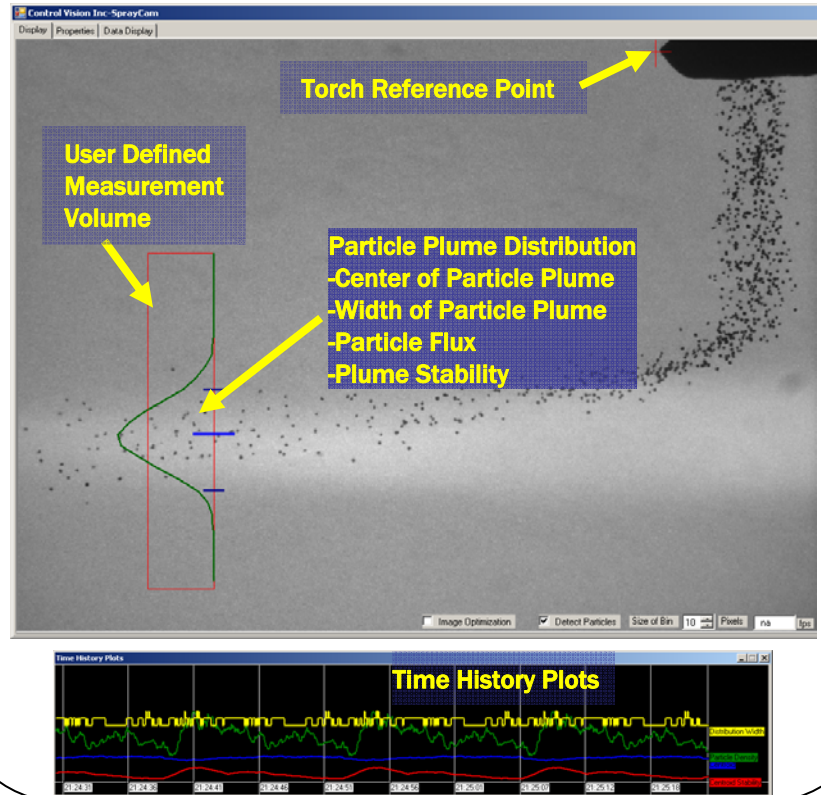 Control Vision Inc-SprayCam
Display Properties Data Display
Torch Reference Point
User Defined
Measurement
Volume
Particle Plume Distribution
-Center of Particle Plume
-Width of Particle Plume
-Particle Flux
-Plume Stability
Image Optimization Detect Particles Size of Bin 10 Pixels na fps
Time History Plots
Time History Plots
Distribution Width
Particle Density
Centroid Stability
21:24:31 21:24:36 21:24:41 21:24:46 21:24:51 21:24:56 21:25:01 21:25:07 21:25:12 21:25:18